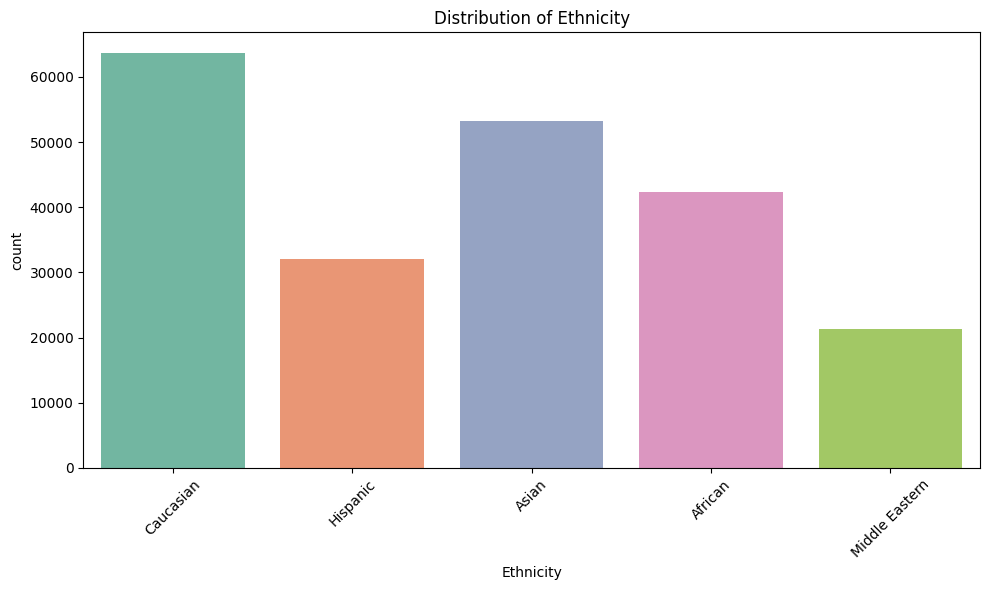 Distribution of Ethnicity
count
60000
50000
40000
30000
20000
10000
0
Caucasian
Hispanic
Asian
African
Middle Eastern
Ethnicity